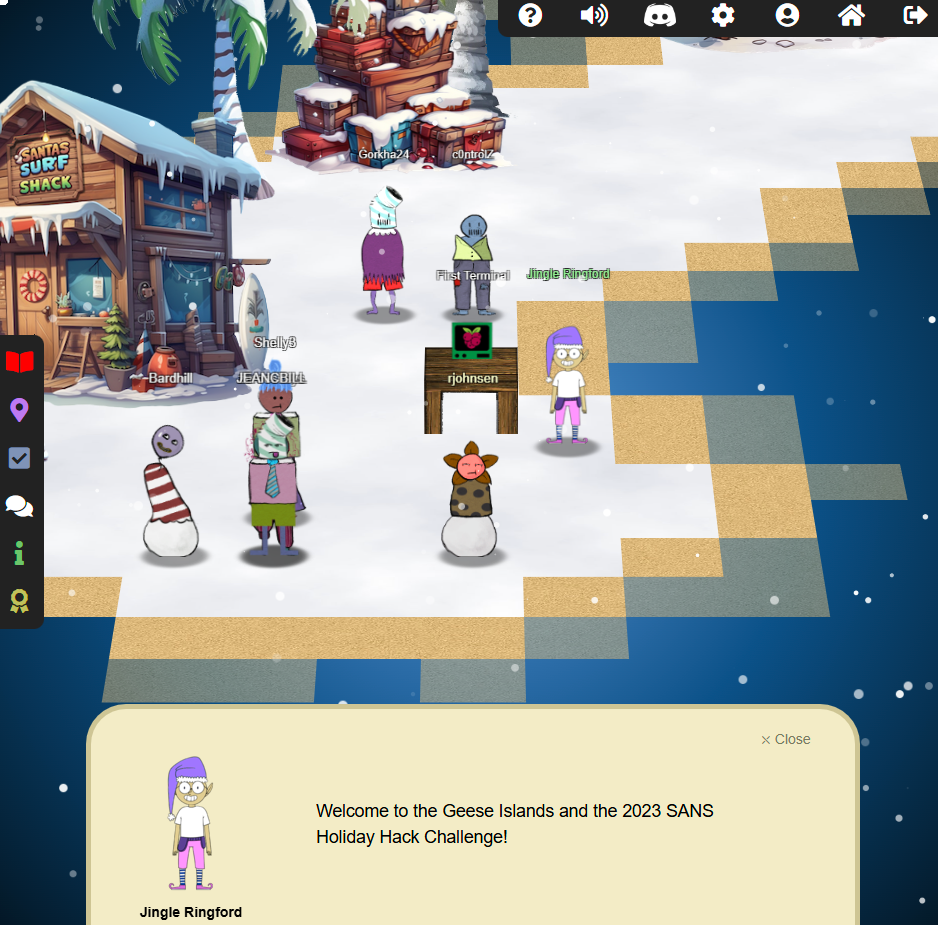 SANTAS
SURF
SHACK
Gorkha24
c0ntrolZ
First Terminal
Jingle Ringford
Shelly8
Bardhill
JEANCBILL
rjohnsen
× Close
Welcome to the Geese Islands and the 2023 SANS
Holiday Hack Challenge!
Jingle Ringford